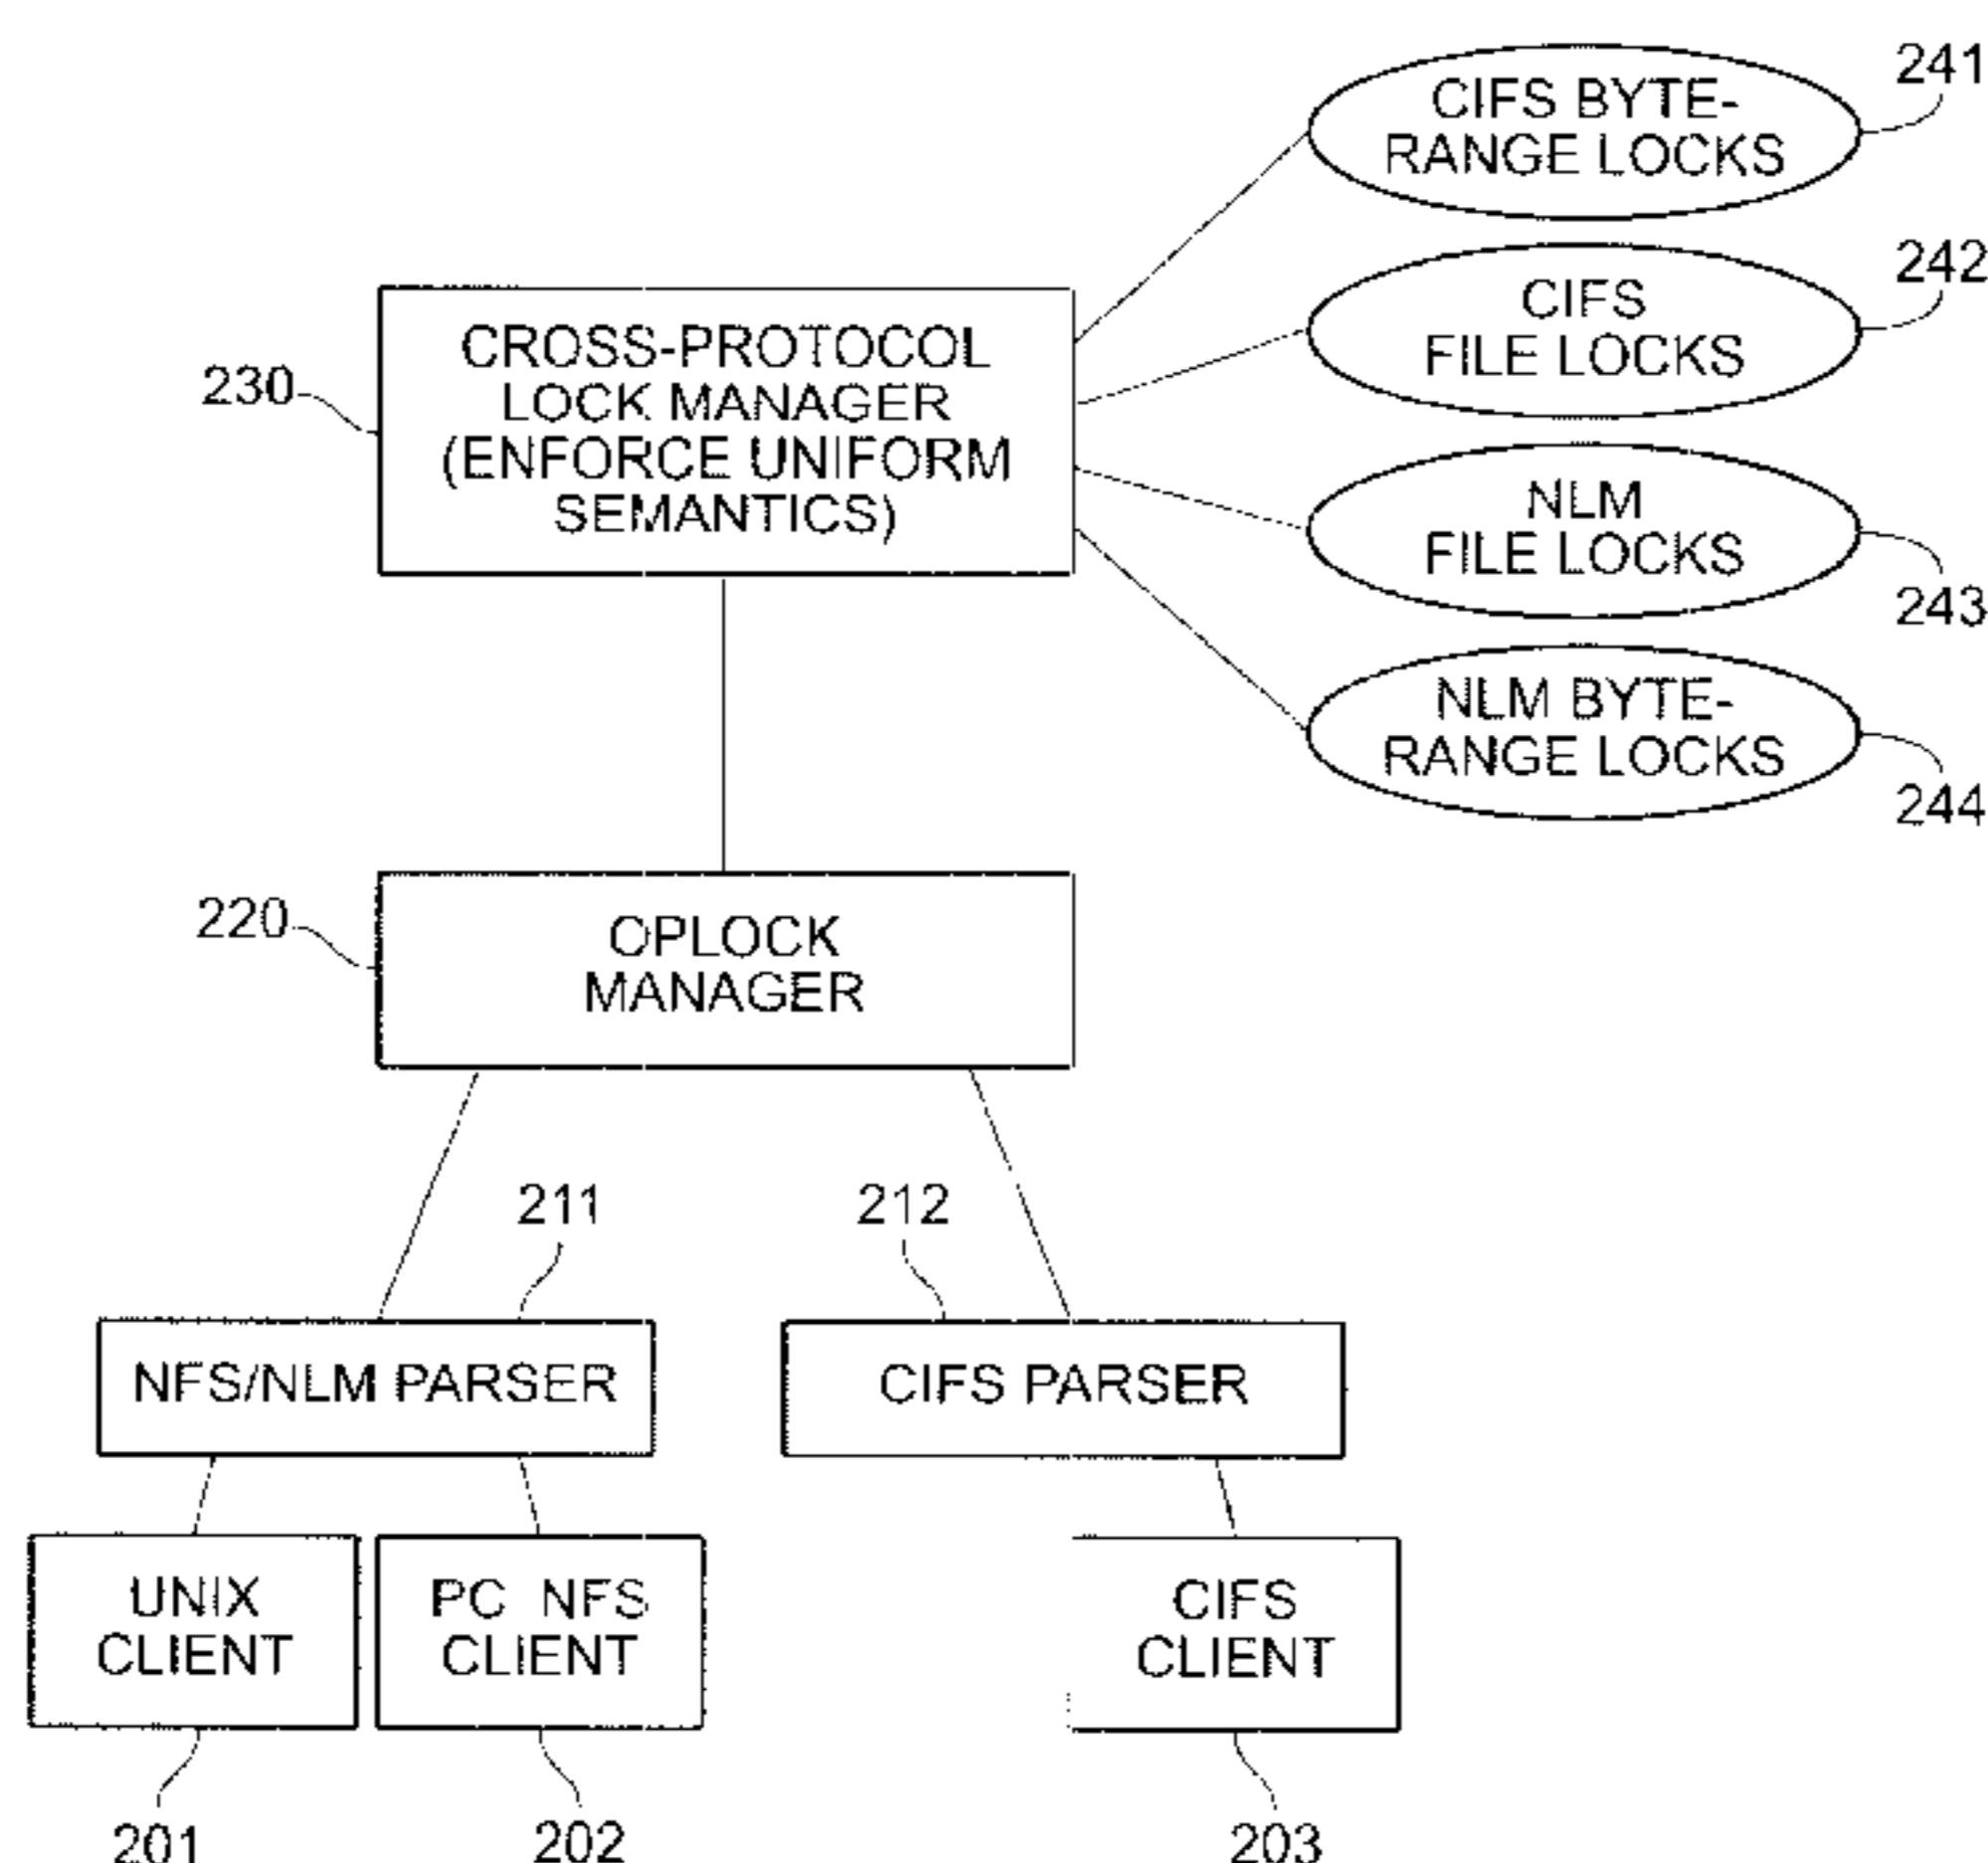 241
CIFS BYTE-
RANGE LOCKS
242
CIFS
FILE LOCKS
230
CROSS-PROTOCOL
LOCK MANAGER
(ENFORCE UNIFORM
SEMANTICS)
NLM
FILE LOCKS
243
NLM BYTE-
RANGE LOCKS
244
220
OPLOCK
MANAGER
211
212
NFS/NLM PARSER
CIFS PARSER
UNIX
CLIENT
PC NFS
CLIENT
CIFS
CLIENT
201
202
203